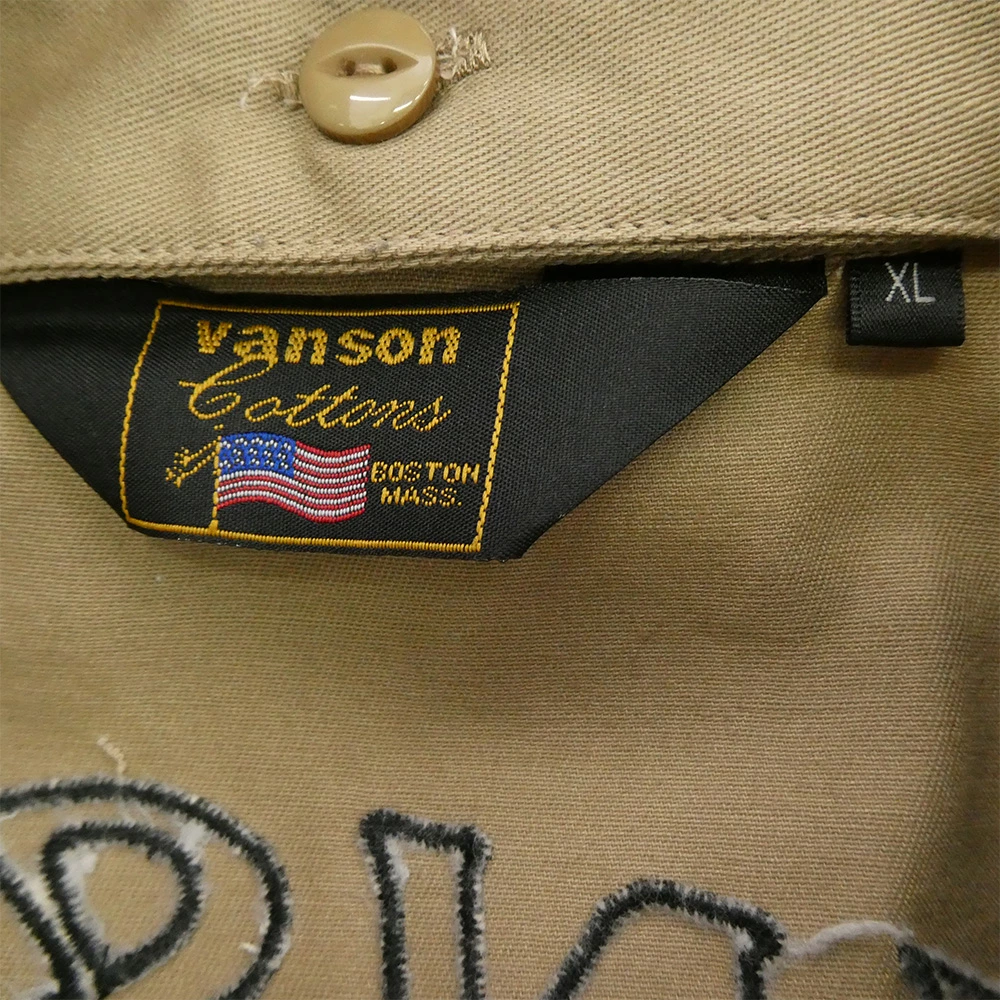 vanson
Cottons
BOSTON
MASS.
XL